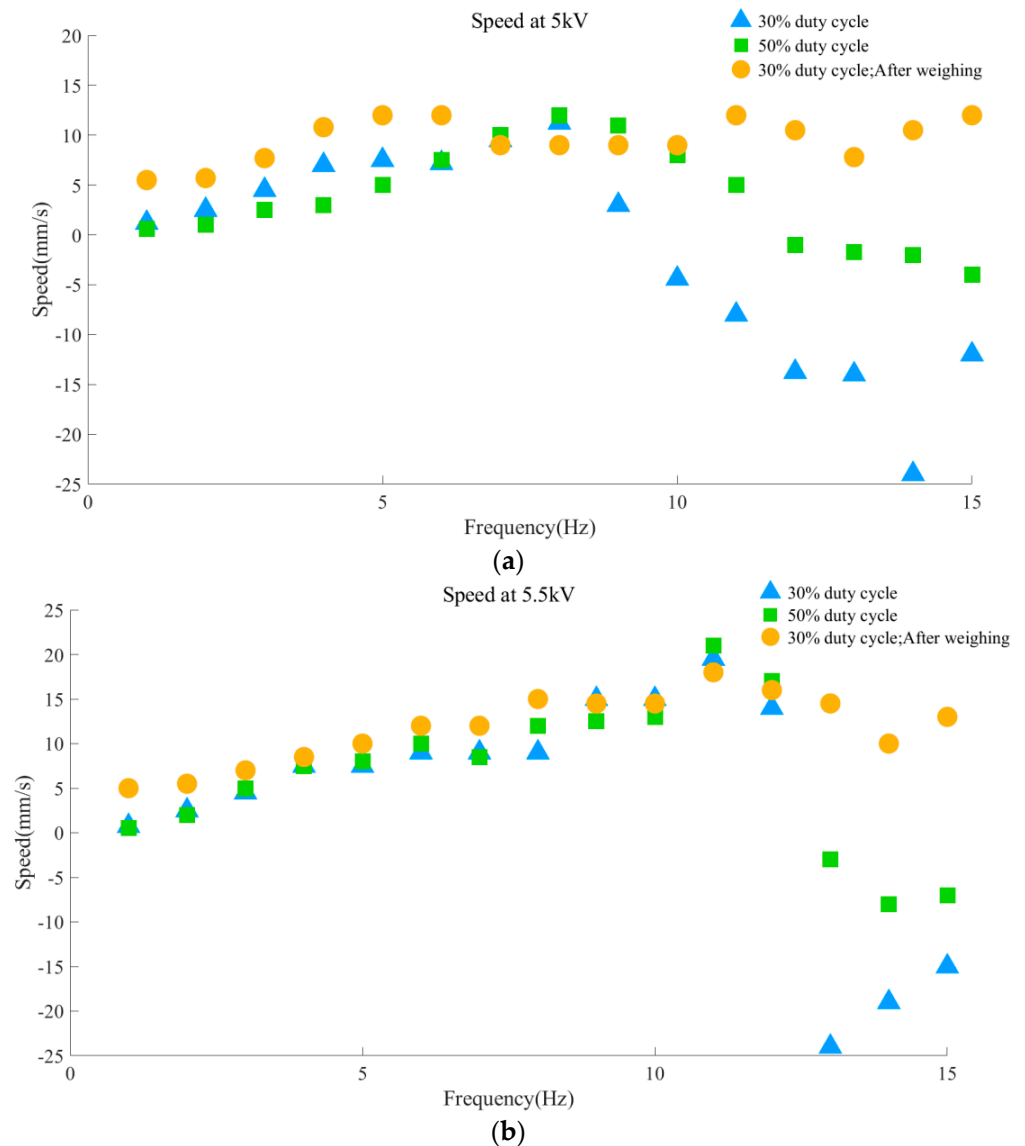 Speed at 5kV
30% duty cycle
50% duty cycle
30% duty cycle;After weighing
20
15
10
5
0
-5
-10
-15
-20
-25
Speed(mm/s)
0
5
10
15
Frequency(Hz)
(a)
Speed at 5.5kV
30% duty cycle
50% duty cycle
30% duty cycle;After weighing
25
20
15
10
5
0
-5
-10
-15
-20
-25
Speed(mm/s)
0
5
10
15
Frequency(Hz)
(b)